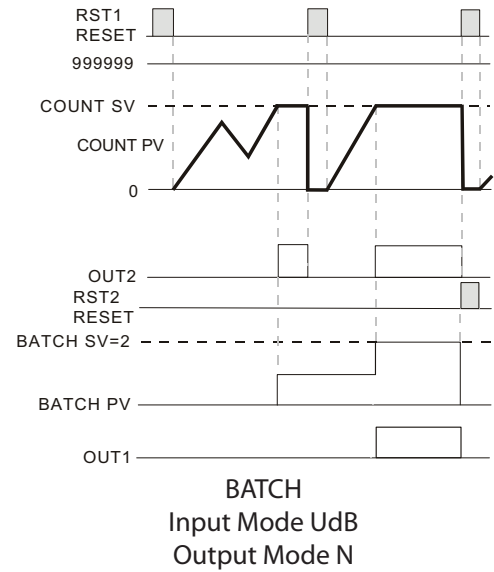 RST1
RESET
999999
COUNT SV
COUNT PV
0
OUT2
RST2
RESET
BATCH SV=2
BATCH PV
OUT1
BATCH
Input Mode UdB
Output Mode N